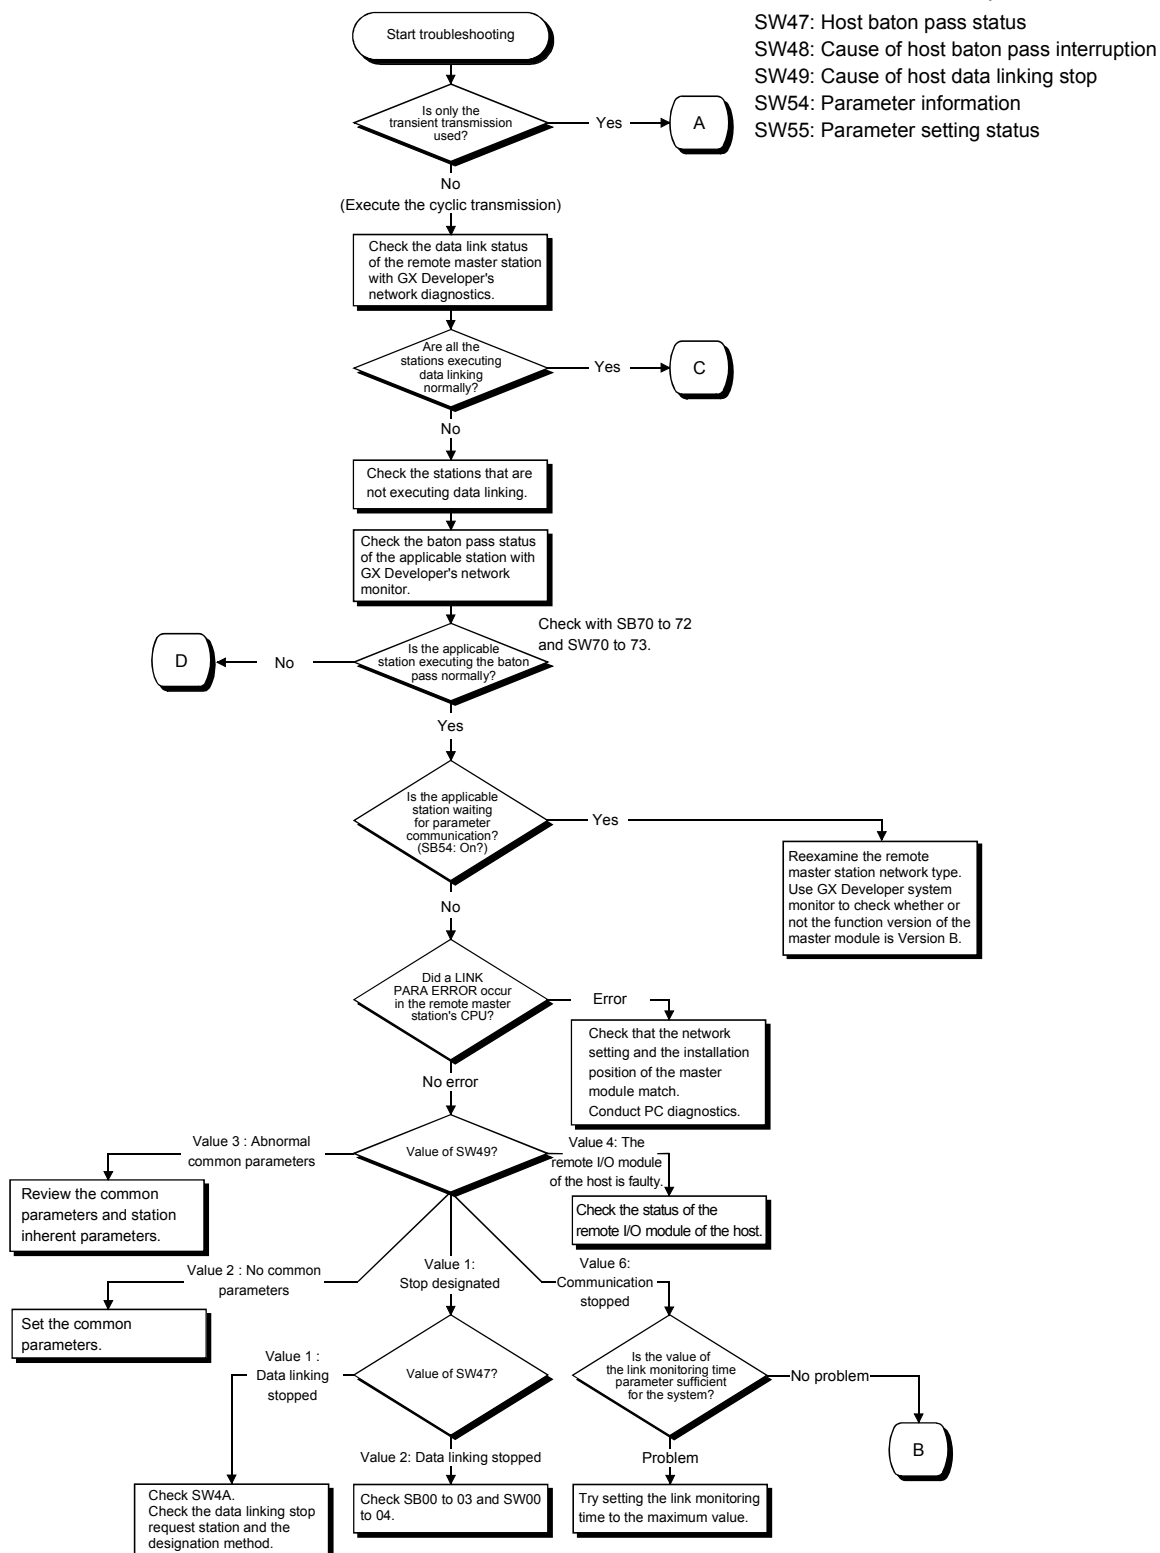 SW47: Host baton pass status
SW48: Cause of host baton pass interruption
SW49: Cause of host data linking stop
SW54: Parameter information
SW55: Parameter setting status
Start troubleshooting
Is only the
transient transmission
used?
Yes
A
No
(Execute the cyclic transmission)
Check the data link status
of the remote master station
with GX Developer's
network diagnostics.
Are all the
stations executing
data linking
normally?
Yes
C
No
Check the stations that are
not executing data linking.
Check the baton pass status
of the applicable station with
GX Developer's network
monitor.
Check with SB70 to 72
and SW70 to 73.
Is the applicable
station executing the baton
pass normally?
No
D
Yes
Is the applicable
station waiting
for parameter
communication?
(SB54: On?)
Yes
Reexamine the remote
master station network type.
Use GX Developer system
monitor to check whether or
not the function version of the
master module is Version B.
No
Did a LINK
PARA ERROR occur
in the remote master
station's CPU?
Error
Check that the network
setting and the installation
position of the master
module match.
Conduct PC diagnostics.
No error
Value of SW49?
Value 3 : Abnormal
common parameters
Review the common
parameters and station
inherent parameters.
Value 4: The
remote I/O module
of the host is faulty.
Check the status of the
remote I/O module of the host.
Value 2 : No common
parameters
Set the common
parameters.
Value 1:
Stop designated
Value 6:
Communication
stopped
Value of SW47?
Value 1 :
Data linking
stopped
Check SW4A.
Check the data linking stop
request station and the
designation method.
Value 2: Data linking stopped
Check SB00 to 03 and SW00
to 04.
Is the value of
the link monitoring time
parameter sufficient
for the system?
No problem
B
Problem
Try setting the link monitoring
time to the maximum value.